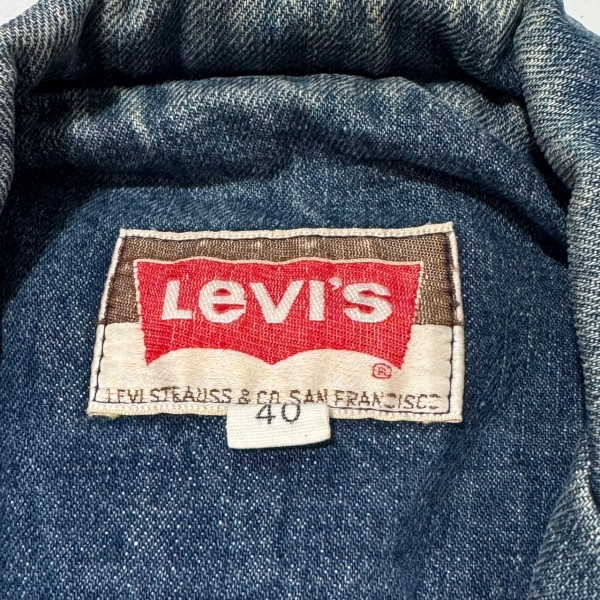 Levi's ®
LEVI STRAUSS & CO. SAN FRANCISCO
40